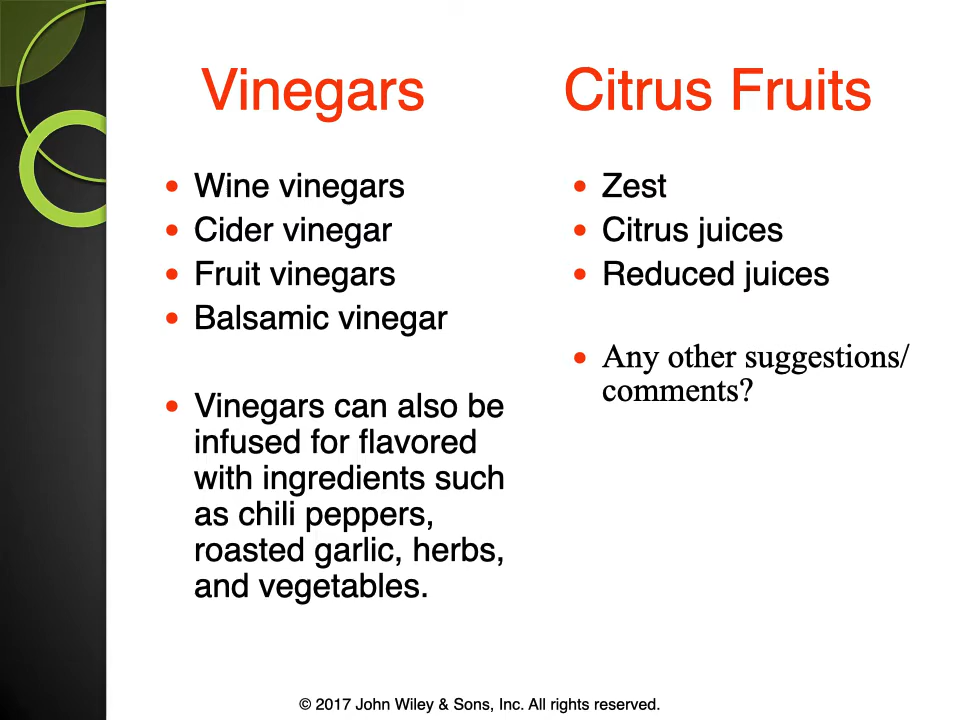 Vinegars
Wine vinegars
Cider vinegar
Fruit vinegars
Balsamic vinegar
Vinegars can also be
infused for flavored
with ingredients such
as chili peppers,
roasted garlic, herbs,
and vegetables.
Citrus Fruits
Zest
Citrus juices
Reduced juices
Any other suggestions/
comments?
© 2017 John Wiley & Sons, Inc. All rights reserved.